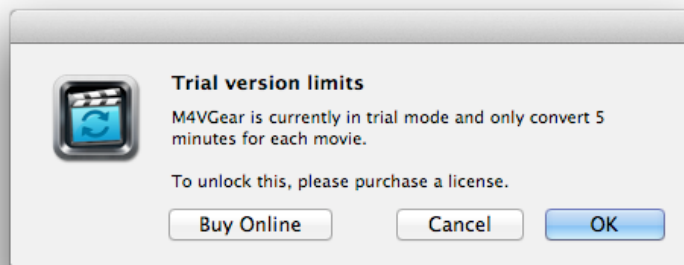 Trial version limits
M4VGear is currently in trial mode and only convert 5
minutes for each movie.
To unlock this, please purchase a license.
Buy Online
Cancel
OK